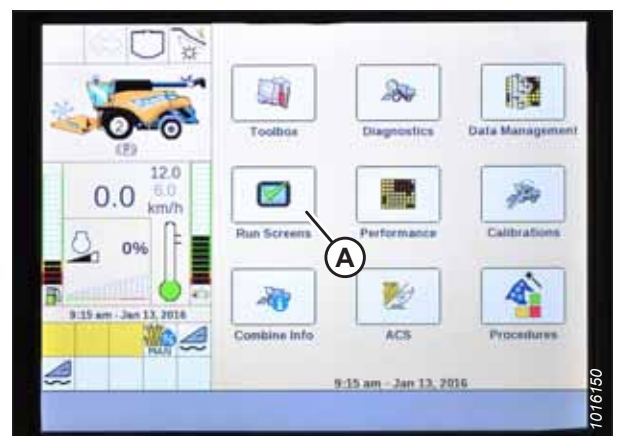 Toolbox
Diagnostics
Data Management
2
(P)
12.0
0.0
6.0
km/h
Run Screens
Performance
Calibrations
A
0%
9:15 am - Jan 13, 2016
Combine Info
ACS
Procedures
MAN
9:15 am - Jan 13, 2016
1016150